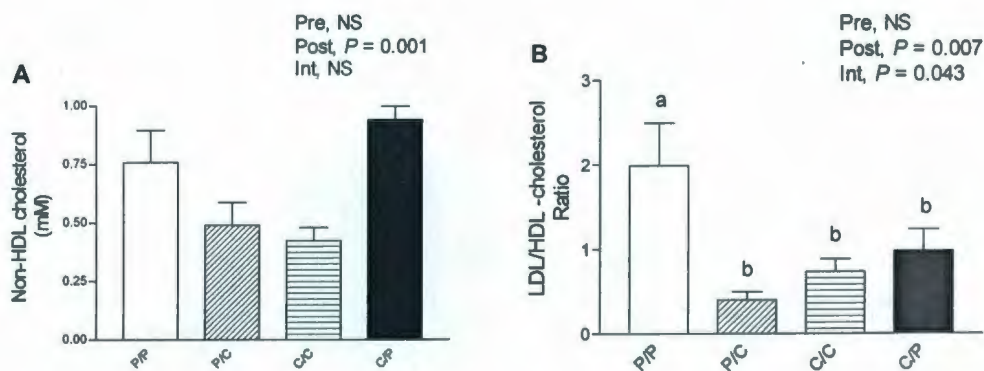 Pre, NS
Post, P = 0.001
Int, NS
A
Non-HDL cholesterol
(mM)
1.00
0.75
0.50
0.25
0.00
P/P
P/C
C/C
C/P
Pre, NS
Post, P = 0.007
Int, P = 0.043
B
LDL/HDL -cholesterol
Ratio
3
2
1
0
a
b
b
b
P/P
P/C
C/C
C/P